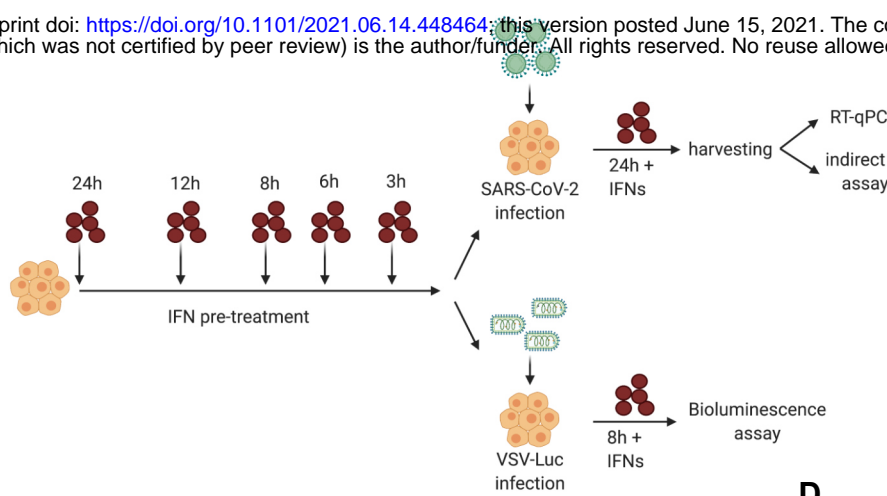 print doi: https://doi.org/10.1101/2021.06.14.448464; this version posted June 15, 2021. The
which was not certified by peer review) is the author/funder. All rights reserved. No reuse allowed
24h 12h 8h 6h 3h
IFN pre-treatment
SARS-CoV-2
infection
24h +
IFNs
harvesting
RT-qPC
indirect
assay
VSV-Luc
infection
8h +
IFNs
Bioluminescence
assay